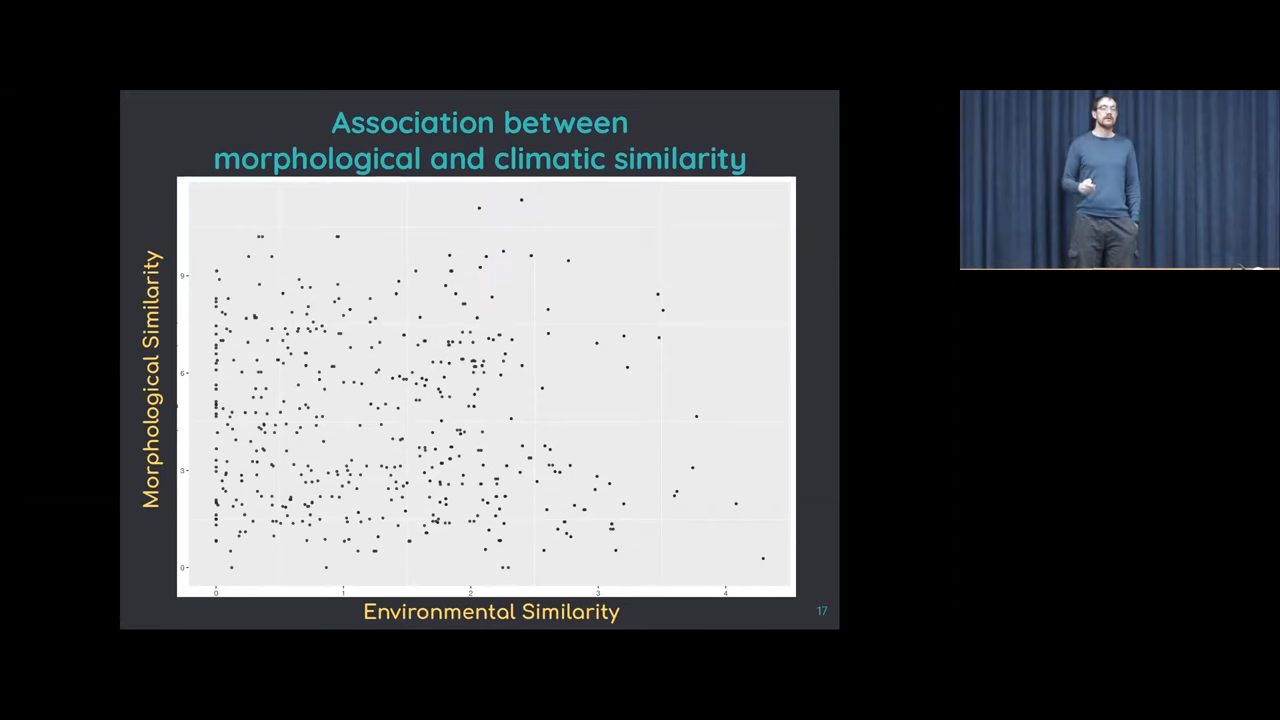 Association between
morphological and climatic similarity
Morphological Similarity
9
6
3
0
0 1 2 3 4
Environmental Similarity
17